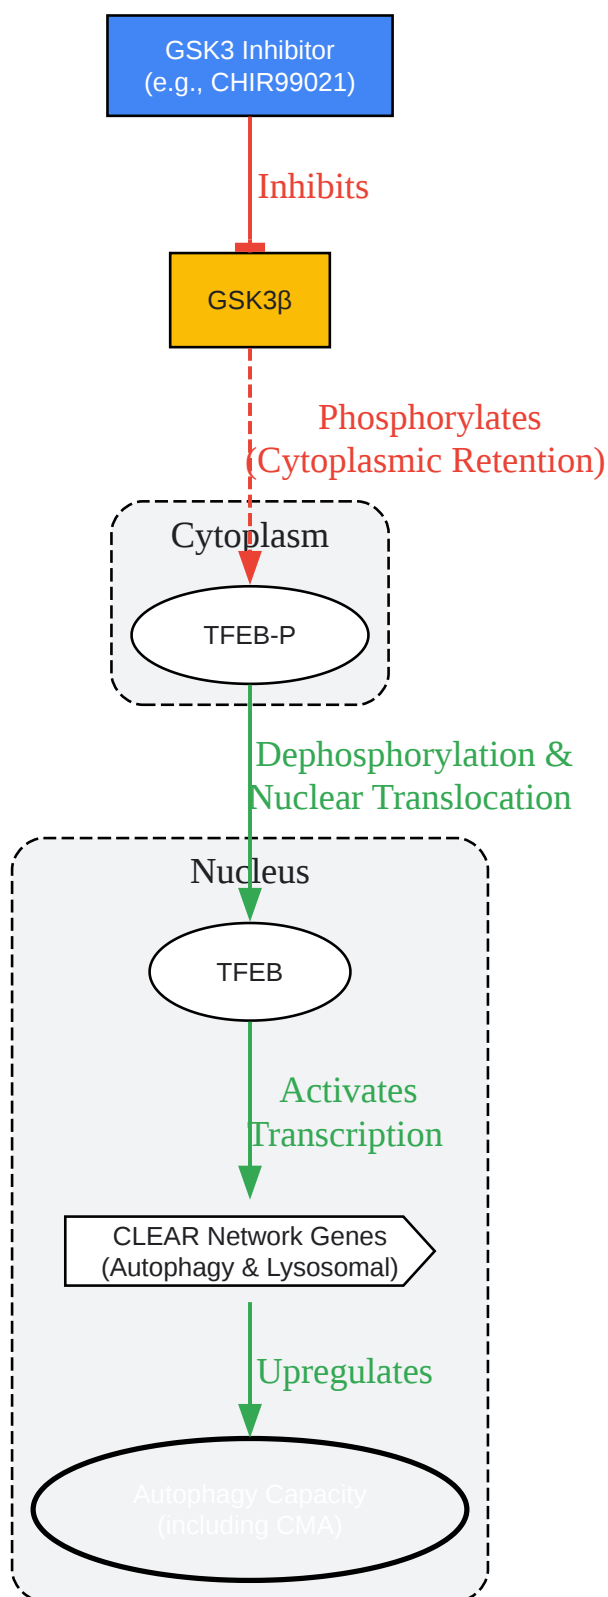 GSK3 Inhibitor
(e.g., CHIR99021)
Inhibits
GSK3β
Phosphorylates
(Cytoplasmic Retention)
Cytoplasm
TFEB-P
Dephosphorylation &
Nuclear Translocation
Nucleus
TFEB
Activates
Transcription
CLEAR Network Genes
(Autophagy & Lysosomal)
Upregulates
Autophagy Capacity
(including CMA)